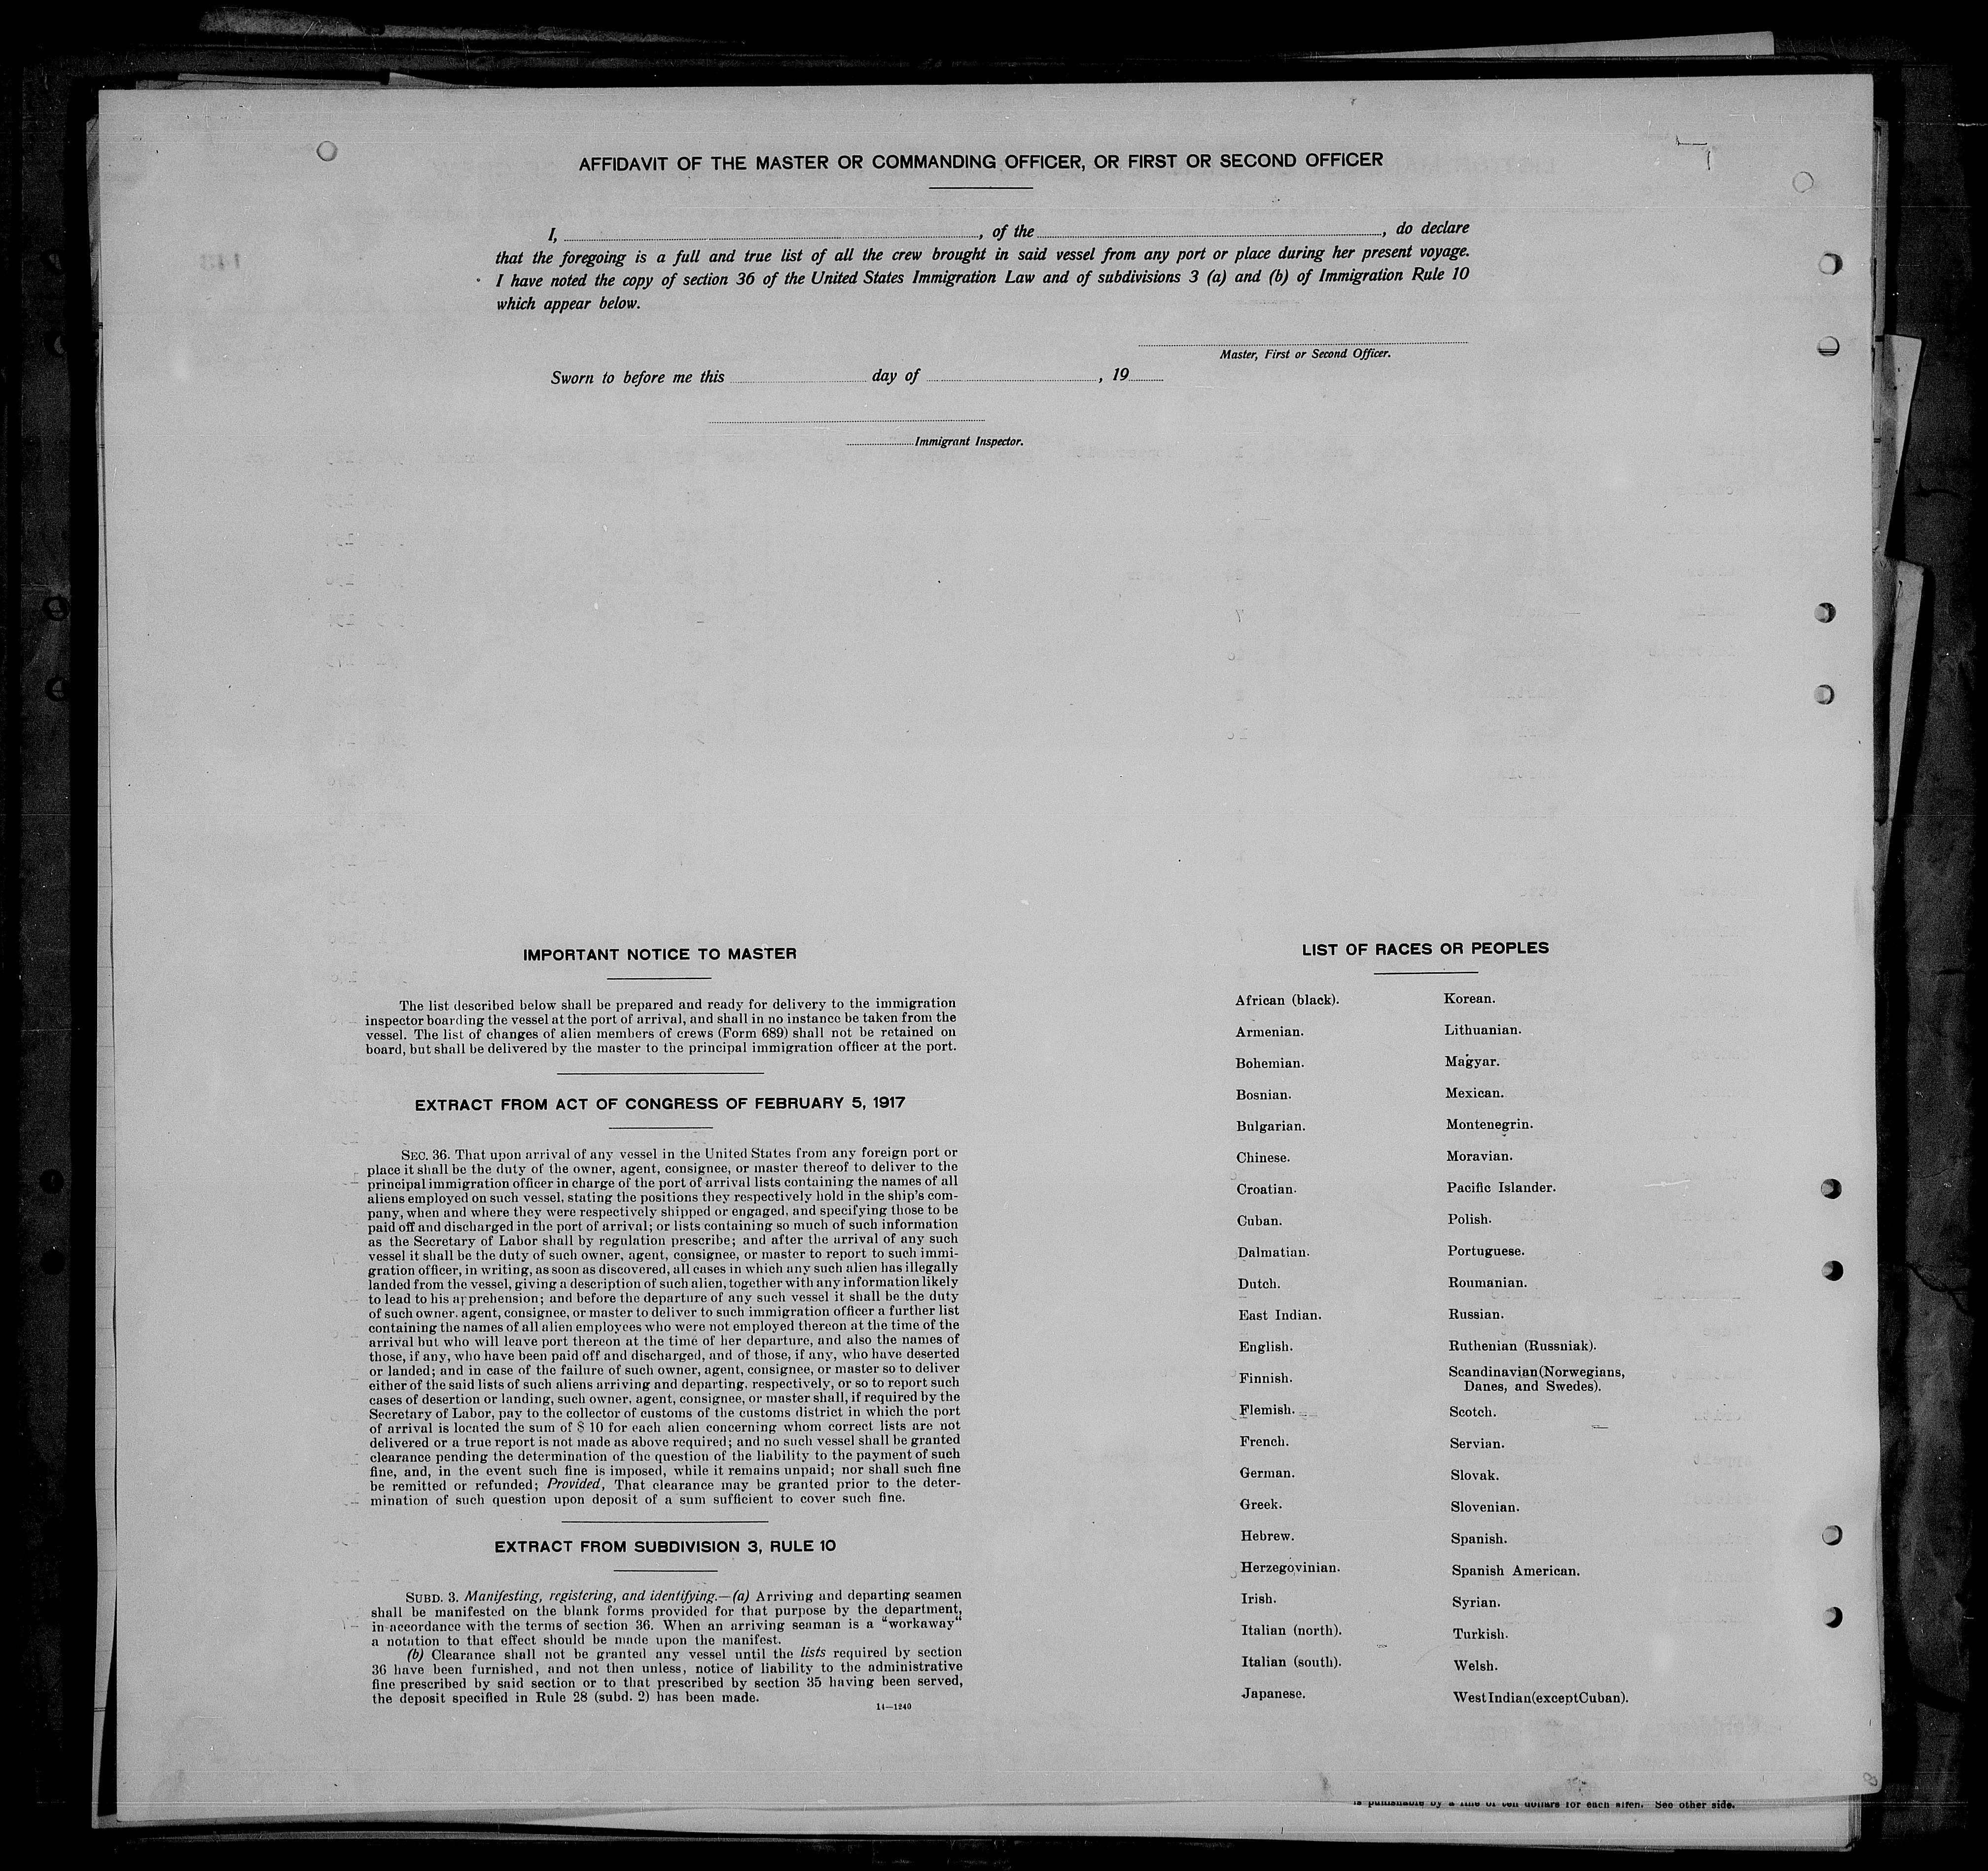 AFFIDAVIT OF THE MASTER OR COMMANDING OFFICER, OR FIRST OR SECOND OFFICER
I, , of the , do declare
that the foregoing is a full and true list of all the crew brought in said vessel from any port or place during her present voyage.
I have noted the copy of section 36 of the United States Immigration Law and of subdivisions 3 (a) and (b) of Immigration Rule 10
which appear below.
Master, First or Second Officer.
Sworn to before me this day of , 19
Immigrant Inspector.
IMPORTANT NOTICE TO MASTER
The list described below shall be prepared and ready for delivery to the immigration
inspector boarding the vessel at the port of arrival, and shall in no instance be taken from the
vessel. The list of changes of alien members of crews (Form 689) shall not be retained on
board, but shall be delivered by the master to the principal immigration officer at the port.
EXTRACT FROM ACT OF CONGRESS OF FEBRUARY 5, 1917
SEC. 36. That upon arrival of any vessel in the United States from any foreign port or
place it shall be the duty of the owner, agent, consignee, or master thereof to deliver to the
principal immigration officer in charge of the port of arrival lists containing the names of all
aliens employed on such vessel, stating the positions they respectively hold in the ship's com-
pany, when and where they were respectively shipped or engaged, and specifying those to be
paid off and discharged in the port of arrival; or lists containing so much of such information
as the Secretary of Labor shall by regulation prescribe; and after the arrival of any such
vessel it shall be the duty of such owner, agent, consignee, or master to report to such immi-
gration officer, in writing, as soon as discovered, all cases in which any such alien has illegally
landed from the vessel, giving a description of such alien, together with any information likely
to lead to his apprehension; and before the departure of any such vessel it shall be the duty
of such owner. agent, consignee, or master to deliver to such immigration officer a further list
containing the names of all alien employees who were not employed thereon at the time of the
arrival but who will leave port thereon at the time of her departure, and also the names of
those, if any, who have been paid off and discharged, and of those, if any, who have deserted
or landed; and in case of the failure of such owner, agent, consignee, or master so to deliver
either of the said lists of such aliens arriving and departing, respectively, or so to report such
cases of desertion or landing, such owner, agent, consignee, or master shall, if required by the
Secretary of Labor, pay to the collector of customs of the customs district in which the port
of arrival is located the sum of $ 10 for each alien concerning whom correct lists are not
delivered or a true report is not made as above required; and no such vessel shall be granted
clearance pending the determination of the question of the liability to the payment of such
fine, and, in the event such fine is imposed, while it remains unpaid; nor shall such fine
be remitted or refunded; Provided, That clearance may be granted prior to the deter-
mination of such question upon deposit of a sum sufficient to cover such fine.
EXTRACT FROM SUBDIVISION 3, RULE 10
SUBD. 3. Manifesting, registering, and identifying.—(a) Arriving and departing seamen
shall be manifested on the blank forms provided for that purpose by the department,
in accordance with the terms of section 36. When an arriving seaman is a "workaway"
a notation to that effect should be made upon the manifest.
(b) Clearance shall not be granted any vessel until the lists required by section
36 have been furnished, and not then unless, notice of liability to the administrative
fine prescribed by said section or to that prescribed by section 35 having been served,
the deposit specified in Rule 28 (subd. 2) has been made.
14—1240
LIST OF RACES OR PEOPLES
African (black).
Armenian.
Bohemian.
Bosnian.
Bulgarian.
Chinese.
Croatian.
Cuban.
Dalmatian.
Dutch.
East Indian.
English.
Finnish.
Flemish.
French.
German.
Greek.
Hebrew.
Herzegovinian.
Irish.
Italian (north).
Italian (south).
Japanese.
Korean.
Lithuanian.
Magyar.
Mexican.
Montenegrin.
Moravian.
Pacific Islander.
Polish.
Portuguese.
Roumanian.
Russian.
Ruthenian (Russniak).
Scandinavian (Norwegians,
Danes, and Swedes).
Scotch.
Servian.
Slovak.
Slovenian.
Spanish.
Spanish American.
Syrian.
Turkish.
Welsh.
West Indian (except Cuban).
is punishable by a fine of ten dollars for each alien. See other side.